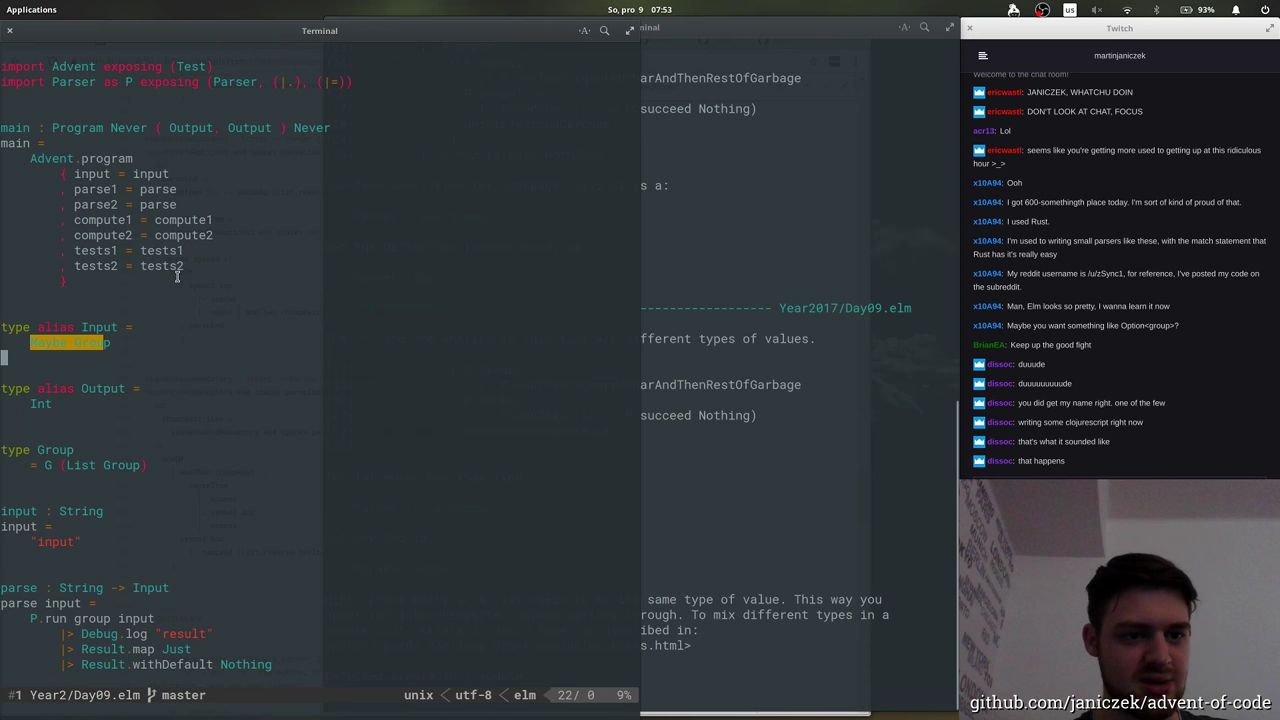 Applications
So, pro 9 07:53
us
93%
Terminal
-A-
import Advent exposing (Test)
import Parser as P exposing (Parser, (|.), (|=))
main : Program Never ( Output, Output ) Never
main =
Advent.program
{ input = input
, parse1 = parse
, parse2 = parse
, compute1 = compute1
, compute2 = compute2
, tests1 = tests1
, tests2 = tests2
}
type alias Input =
Maybe Group
type alias Output =
Int
type Group
= G (List Group)
input : String
input =
"input"
parse : String -> Input
parse input =
P.run group input
|> Debug.log "result"
|> Result.map Just
|> Result.withDefault Nothing
#1 Year2/Day09.elm master
unix < utf-8 < elm 22/ 0 9%
minal
-A-
arAndThenRestOfGarbage
succeed Nothing)
s a:
---------------- Year2017/Day09.elm
fferent types of values.
arAndThenRestOfGarbage
succeed Nothing)
same type of value. This way you
rough. To mix different types in a
ibed in:
s.html>
Twitch
martinjaniczek
Welcome to the chat room!
ericwastl: JANICZEK, WHATCHU DOIN
ericwastl: DON'T LOOK AT CHAT, FOCUS
acr13: Lol
ericwastl: seems like you're getting more used to getting up at this ridiculous
hour >_>
x10A94: Ooh
x10A94: I got 600-somethingth place today. I'm sort of kind of proud of that.
x10A94: I used Rust.
x10A94: I'm used to writing small parsers like these, with the match statement that
Rust has it's really easy
x10A94: My reddit username is /u/zSync1, for reference, I've posted my code on
the subreddit.
x10A94: Man, Elm looks so pretty, I wanna learn it now
x10A94: Maybe you want something like Option<group>?
BrianEA: Keep up the good fight
dissoc: duuude
dissoc: duuuuuuuuude
dissoc: you did get my name right. one of the few
dissoc: writing some clojurescript right now
dissoc: that's what it sounded like
dissoc: that happens
github.com/janiczek/advent-of-code